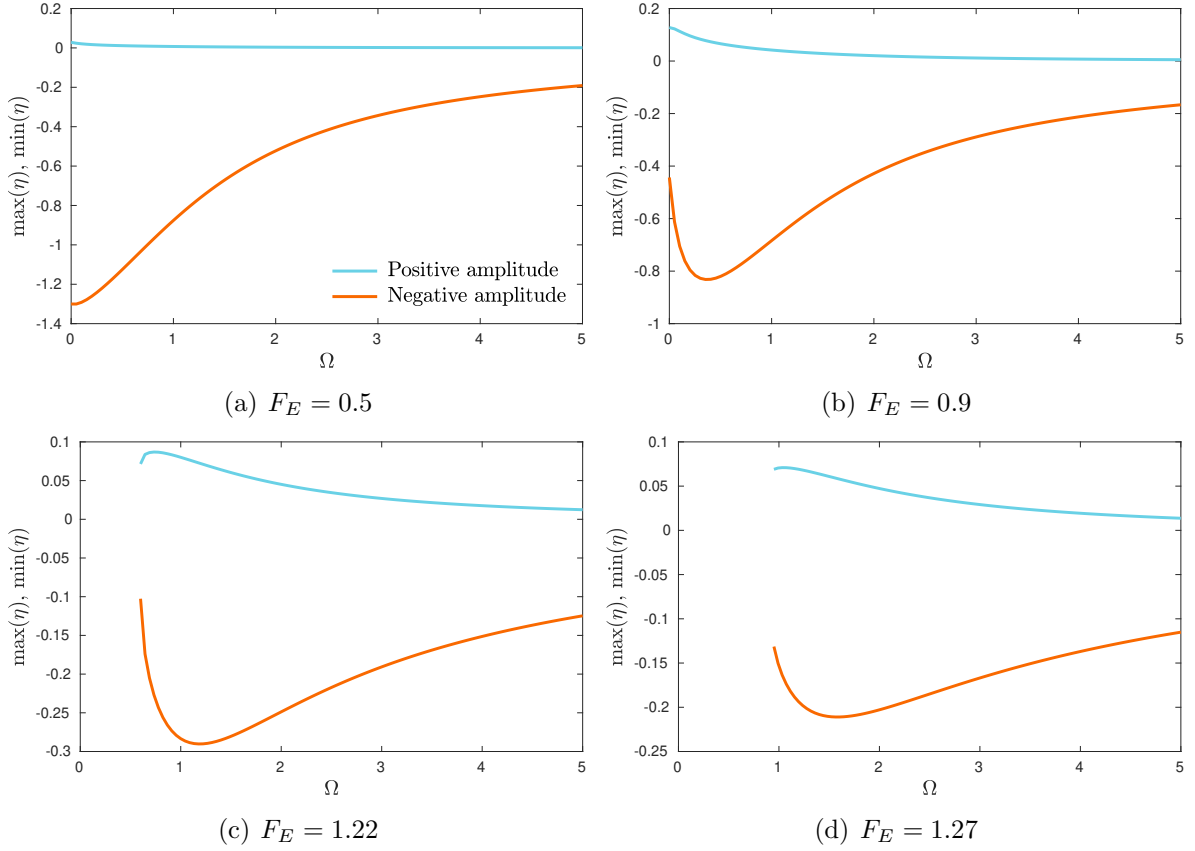 0.2
0
-0.2
-0.4
-0.6
-0.8
-1
-1.2
-1.4
max(η), min(η)
Positive amplitude
Negative amplitude
0 1 2 3 4 5
Ω
(a) F_E = 0.5
0.2
0
-0.2
-0.4
-0.6
-0.8
-1
max(η), min(η)
0 1 2 3 4 5
Ω
(b) F_E = 0.9
0.1
0.05
0
-0.05
-0.1
-0.15
-0.2
-0.25
-0.3
max(η), min(η)
0 1 2 3 4 5
Ω
(c) F_E = 1.22
0.1
0.05
0
-0.05
-0.1
-0.15
-0.2
-0.25
max(η), min(η)
0 1 2 3 4 5
Ω
(d) F_E = 1.27